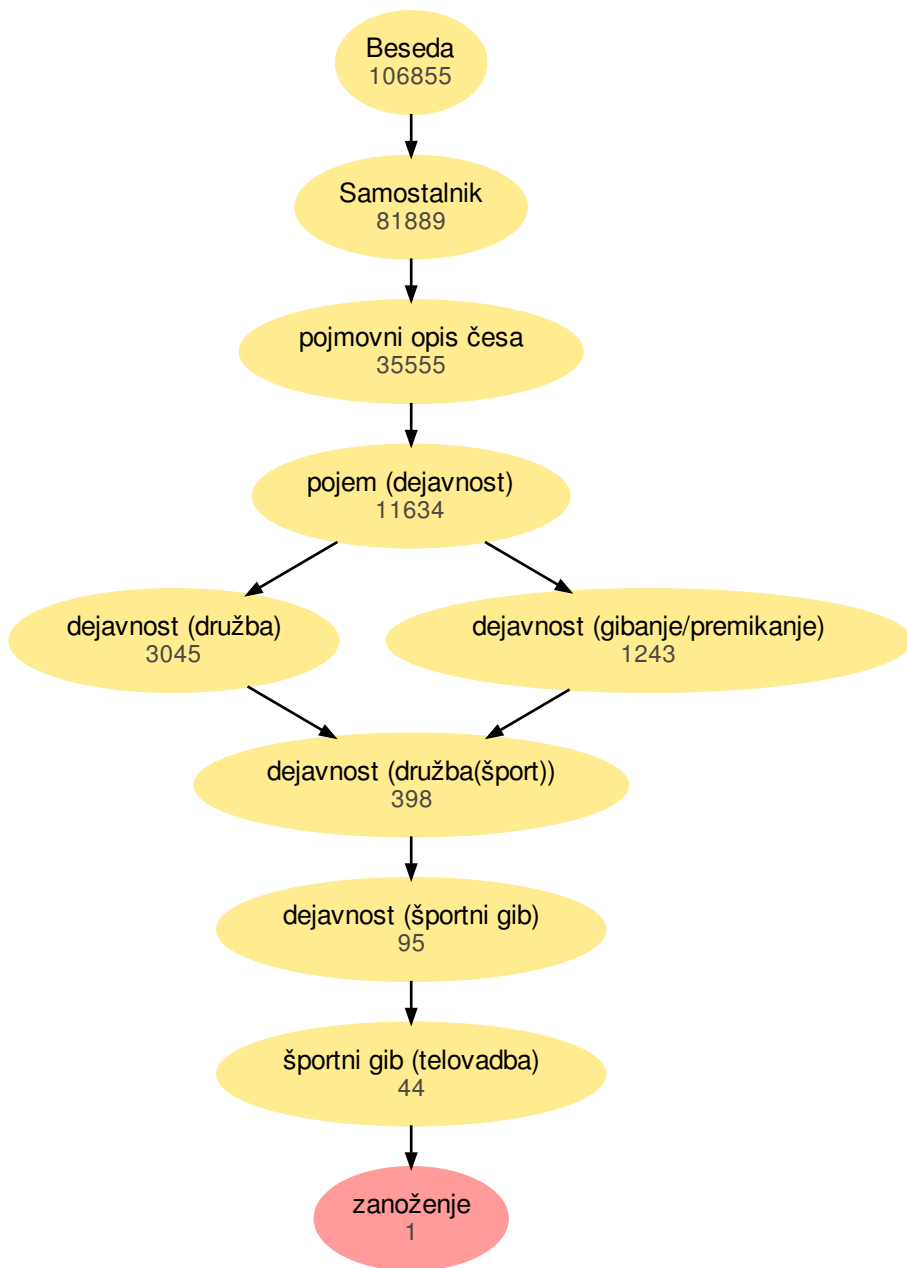 Beseda
106855
Samostalnik
81889
pojmovni opis česa
35555
pojem (dejavnost)
11634
dejavnost (družba)
3045
dejavnost (gibanje/premikanje)
1243
dejavnost (družba(šport))
398
dejavnost (športni gib)
95
športni gib (telovadba)
44
zanoženje
1